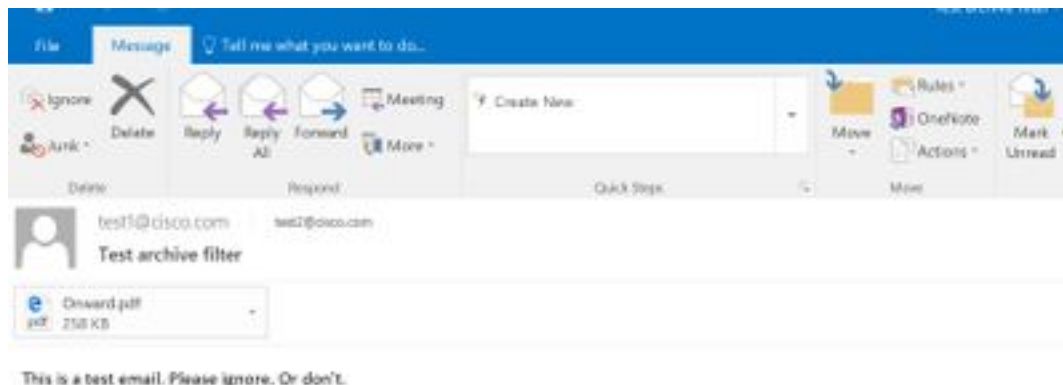 File Message Tell me what you want to do...
Ignore
Junk
Delete
Reply
Reply All
Forward
Meeting
More
Create New
Move
Rules
OneNote
Actions
Mark Unread
Delete Respond Quick Steps Move
test1@cisco.com test2@cisco.com
Test archive filter
Onward.pdf
pdf 258 KB
This is a test email. Please ignore. Or don't.